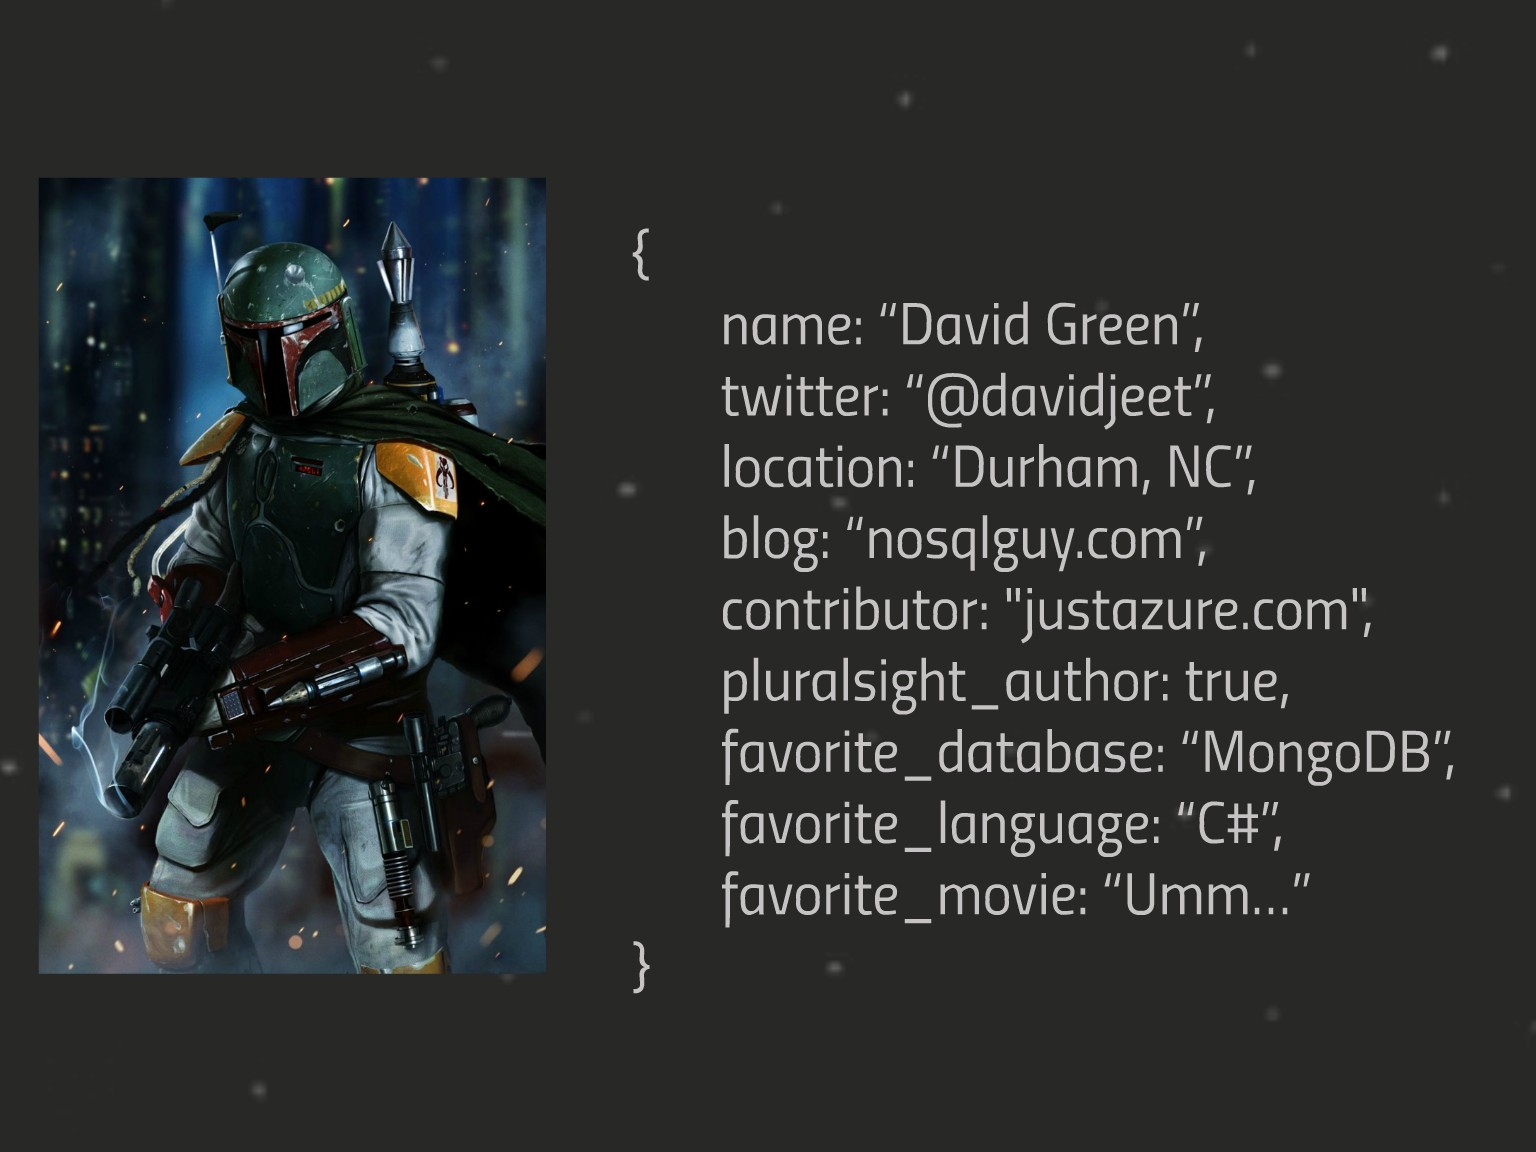 {
name: “David Green”,
twitter: “@davidjeet”,
location: “Durham, NC”,
blog: “nosqlguy.com”,
contributor: "justazure.com",
pluralsight_author: true,
favorite_database: “MongoDB”,
favorite_language: “C#”,
favorite_movie: “Umm...”
}